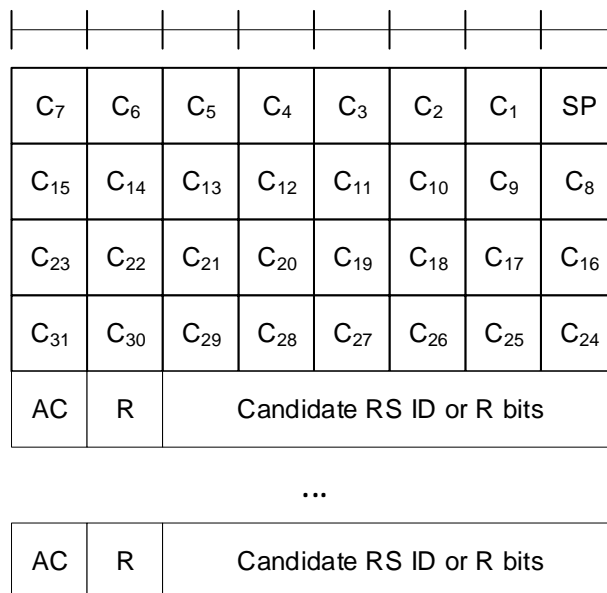 C₇ C₆ C₅ C₄ C₃ C₂ C₁ SP
C₁₅ C₁₄ C₁₃ C₁₂ C₁₁ C₁₀ C₉ C₈
C₂₃ C₂₂ C₂₁ C₂₀ C₁₉ C₁₈ C₁₇ C₁₆
C₃₁ C₃₀ C₂₉ C₂₈ C₂₇ C₂₆ C₂₅ C₂₄
AC R Candidate RS ID or R bits
...
AC R Candidate RS ID or R bits